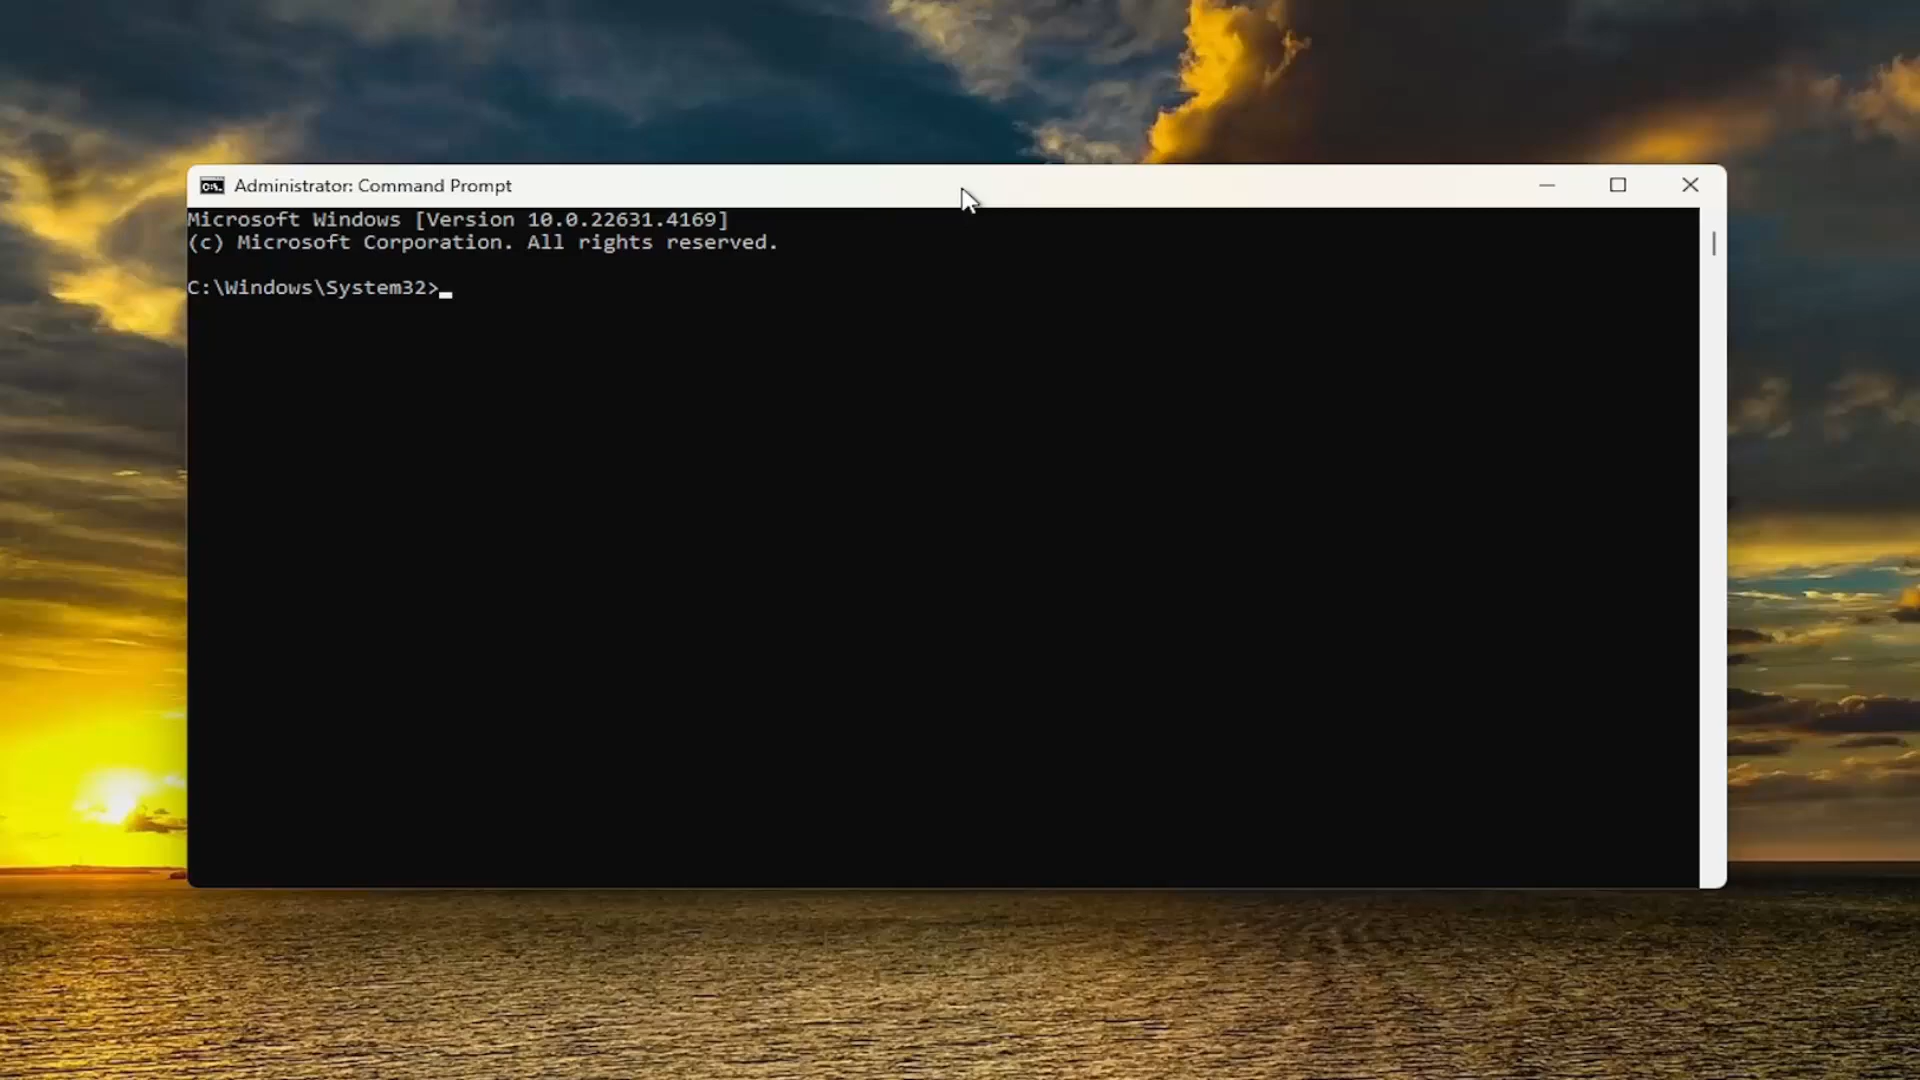 Administrator: Command Prompt
Microsoft Windows [Version 10.0.22631.4169]
(c) Microsoft Corporation. All rights reserved.
C:\Windows\System32>